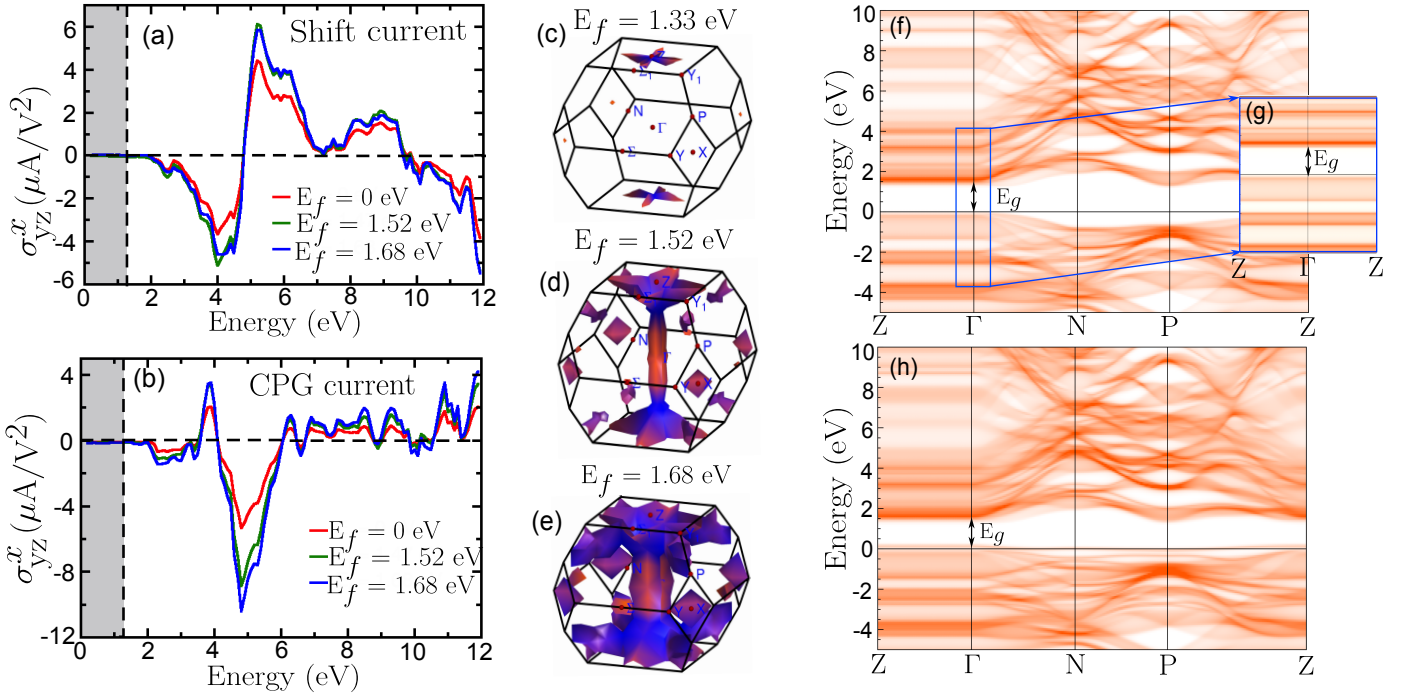 (a)
Shift current
6
4
2
0
-2
-4
-6
σ^x_yz (μA/V²)
E_f = 0 eV
E_f = 1.52 eV
E_f = 1.68 eV
0 2 4 6 8 10 12
Energy (eV)
(b)
CPG current
4
0
-4
-8
-12
σ^x_yz (μA/V²)
E_f = 0 eV
E_f = 1.52 eV
E_f = 1.68 eV
0 2 4 6 8 10 12
Energy (eV)
(c)
E_f = 1.33 eV
Z
Σ₁
Y₁
N
P
Γ
Σ
Y
X
E_f = 1.52 eV
(d)
Z
Y₁
N
P
Γ
Σ
Y
X
E_f = 1.68 eV
(e)
Z
N
P
Σ
Y
X
(f)
10
8
6
4
2
0
-2
-4
Energy (eV)
E_g
Z Γ N P Z
(g)
E_g
Z Γ Z
(h)
10
8
6
4
2
0
-2
-4
Energy (eV)
E_g
Z Γ N P Z